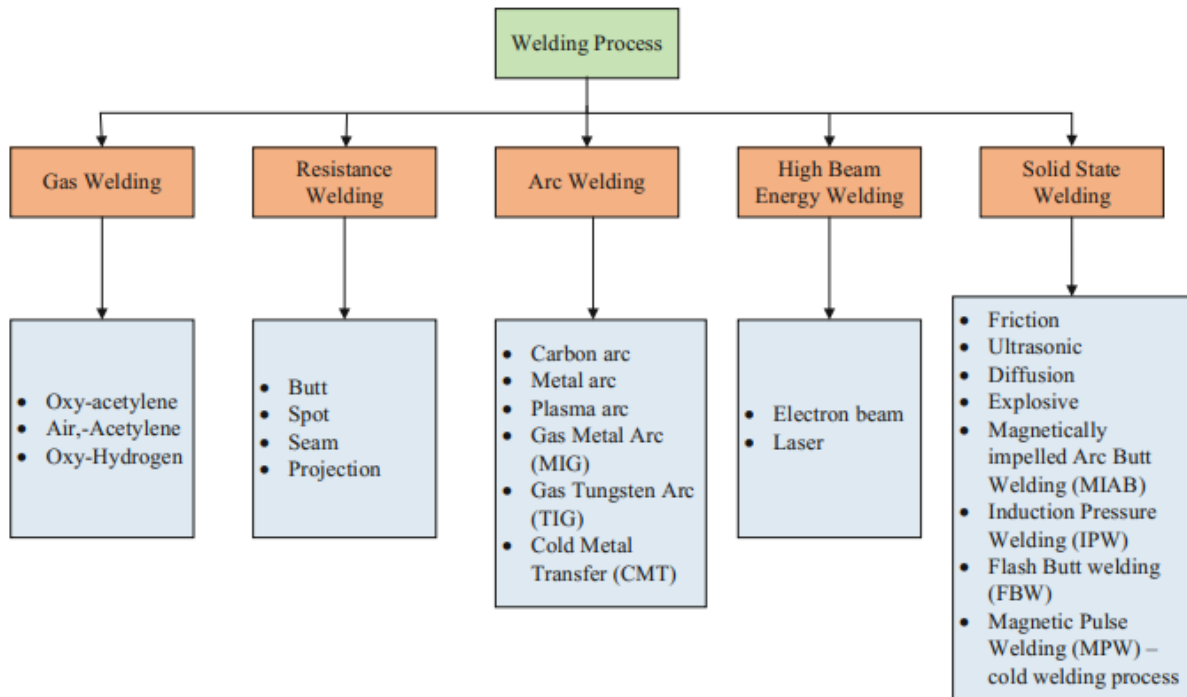 Welding Process
Gas Welding
Resistance
Welding
Arc Welding
High Beam
Energy Welding
Solid State
Welding
• Oxy-acetylene
• Air,-Acetylene
• Oxy-Hydrogen
• Butt
• Spot
• Seam
• Projection
• Carbon arc
• Metal arc
• Plasma arc
• Gas Metal Arc
(MIG)
• Gas Tungsten Arc
(TIG)
• Cold Metal
Transfer (CMT)
• Electron beam
• Laser
• Friction
• Ultrasonic
• Diffusion
• Explosive
• Magnetically
impelled Arc Butt
Welding (MIAB)
• Induction Pressure
Welding (IPW)
• Flash Butt welding
(FBW)
• Magnetic Pulse
Welding (MPW) –
cold welding process